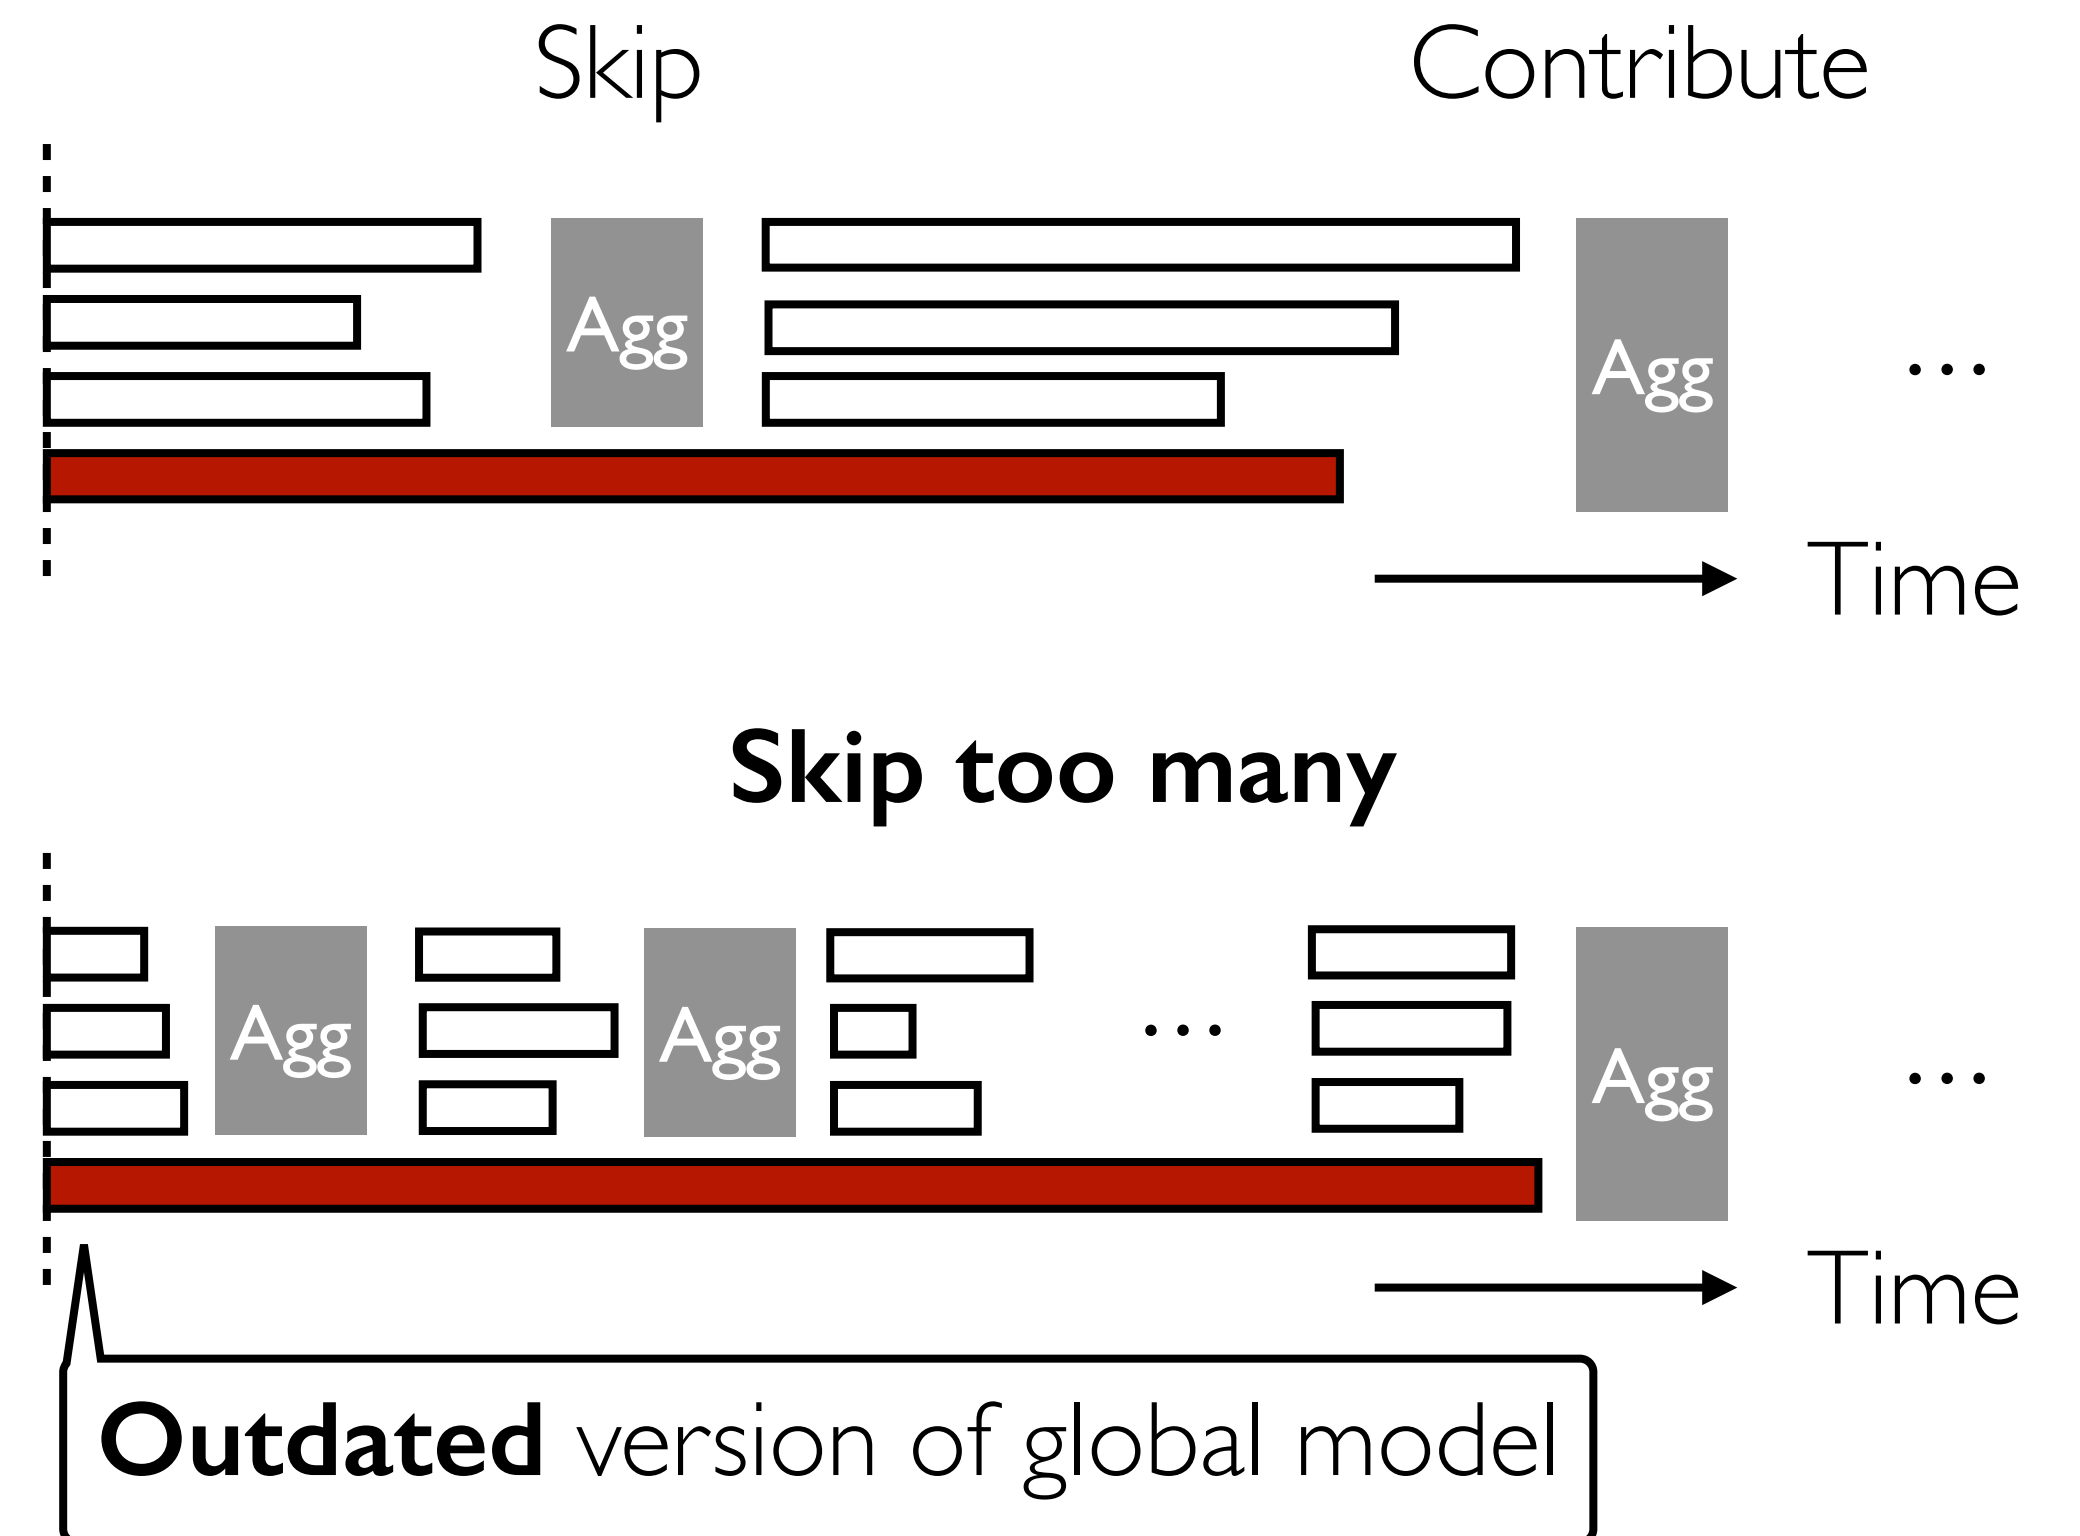 Skip Contribute
Agg Agg ...
Time
Skip too many
Agg Agg ... Agg ...
Time
Outdated version of global model